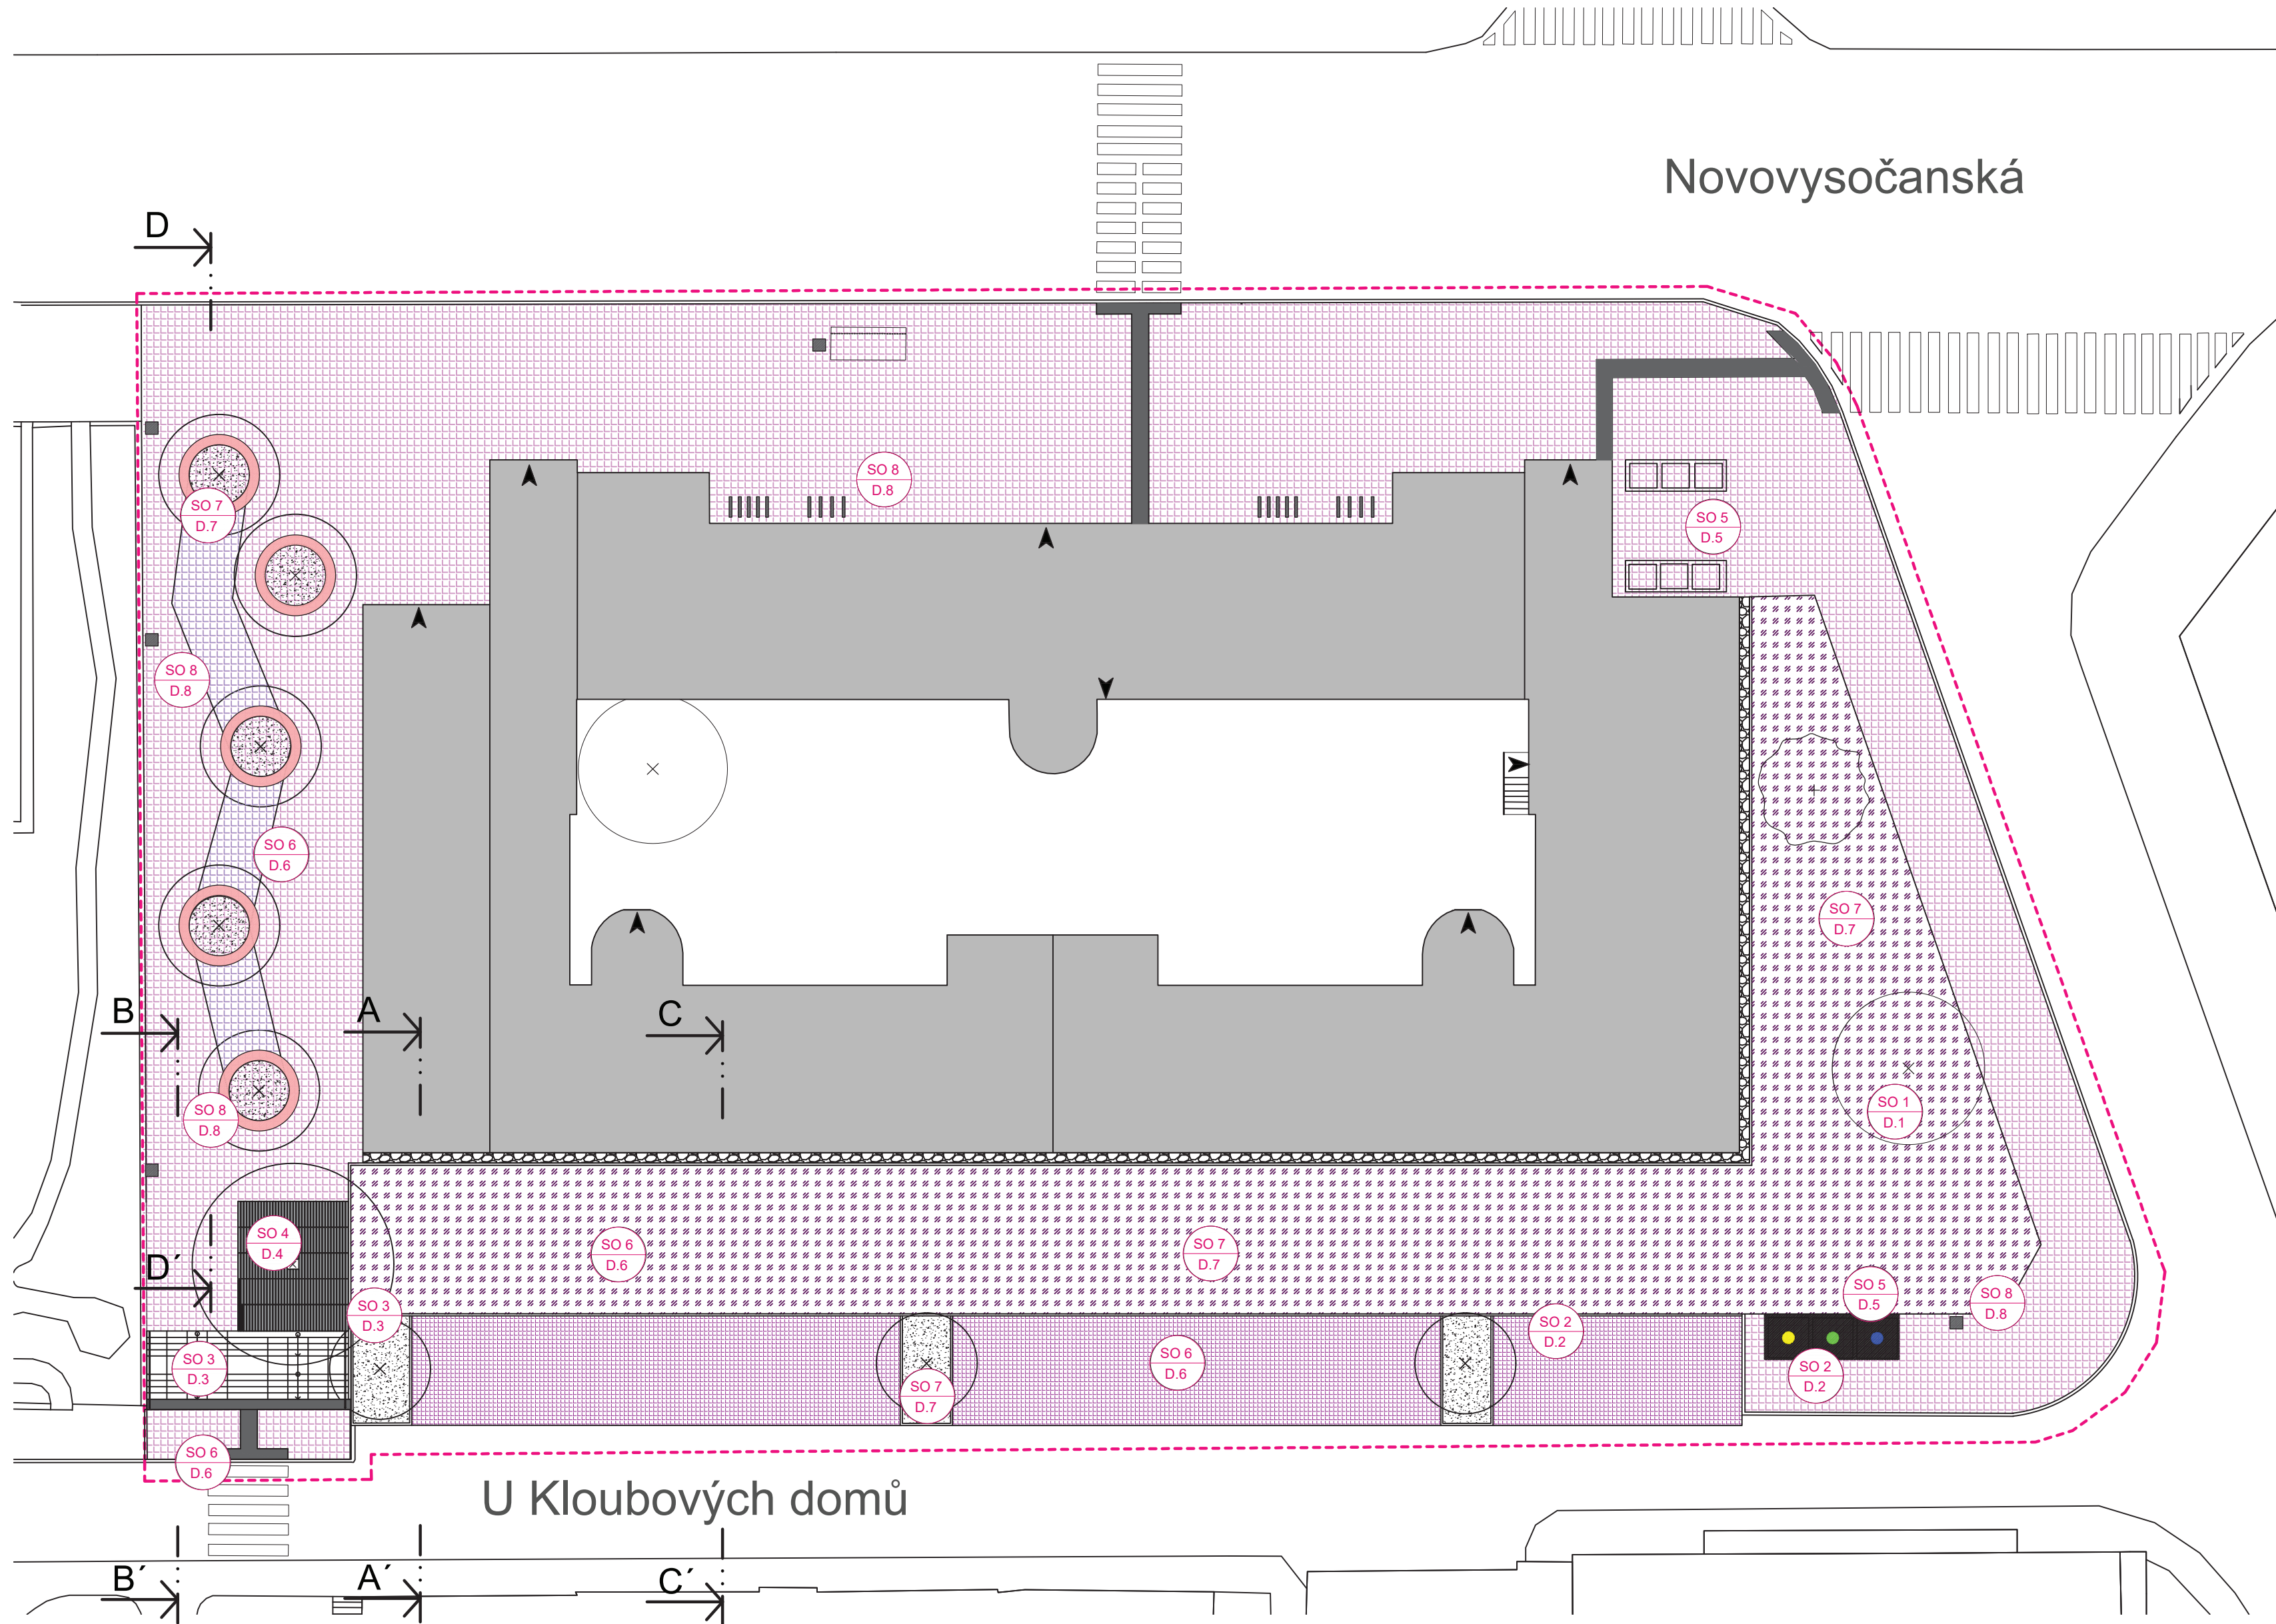 Novovysočanská
D
SO 8
D.8
SO 7
D.7
SO 5
D.5
SO 8
D.8
SO 6
D.6
SO 7
D.7
B
A
C
SO 8
D.8
SO 1
D.1
SO 4
D.4
SO 6
D.6
SO 7
D.7
D´
SO 5
D.5
SO 8
D.8
SO 3
D.3
SO 2
D.2
SO 3
D.3
SO 6
D.6
SO 2
D.2
SO 7
D.7
SO 6
D.6
U Kloubových domů
B´
A´
C´